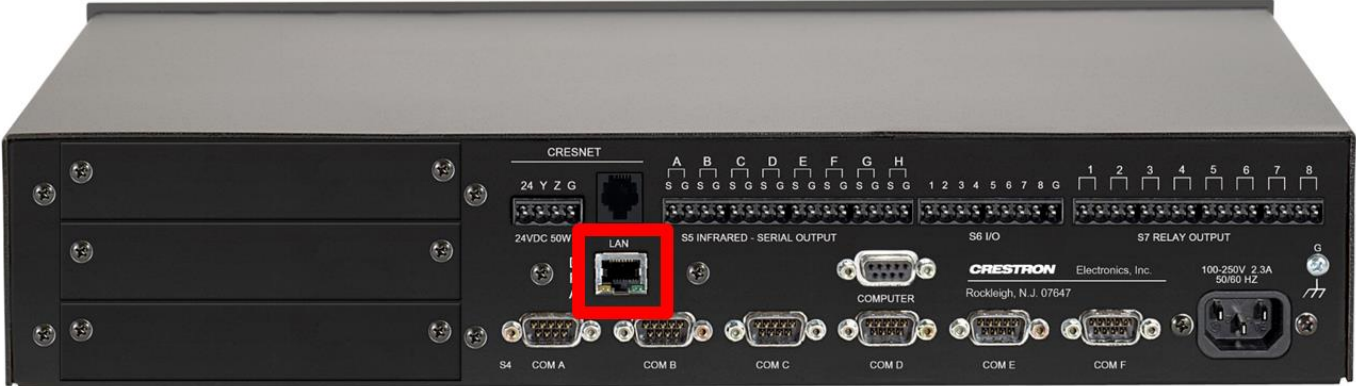 CRESNET
A B C D E F G H
24 Y Z G
S G S G S G S G S G S G S G S G
1 2 3 4 5 6 7 8 G
1 2 3 4 5 6 7 8
24VDC 50W
LAN
S5 INFRARED - SERIAL OUTPUT
S6 I/O
S7 RELAY OUTPUT
G
CRESTRON Electronics, Inc.
Rockleigh, N.J. 07647
100-250V 2.3A
50/60 HZ
COMPUTER
S4 COM A COM B COM C COM D COM E COM F